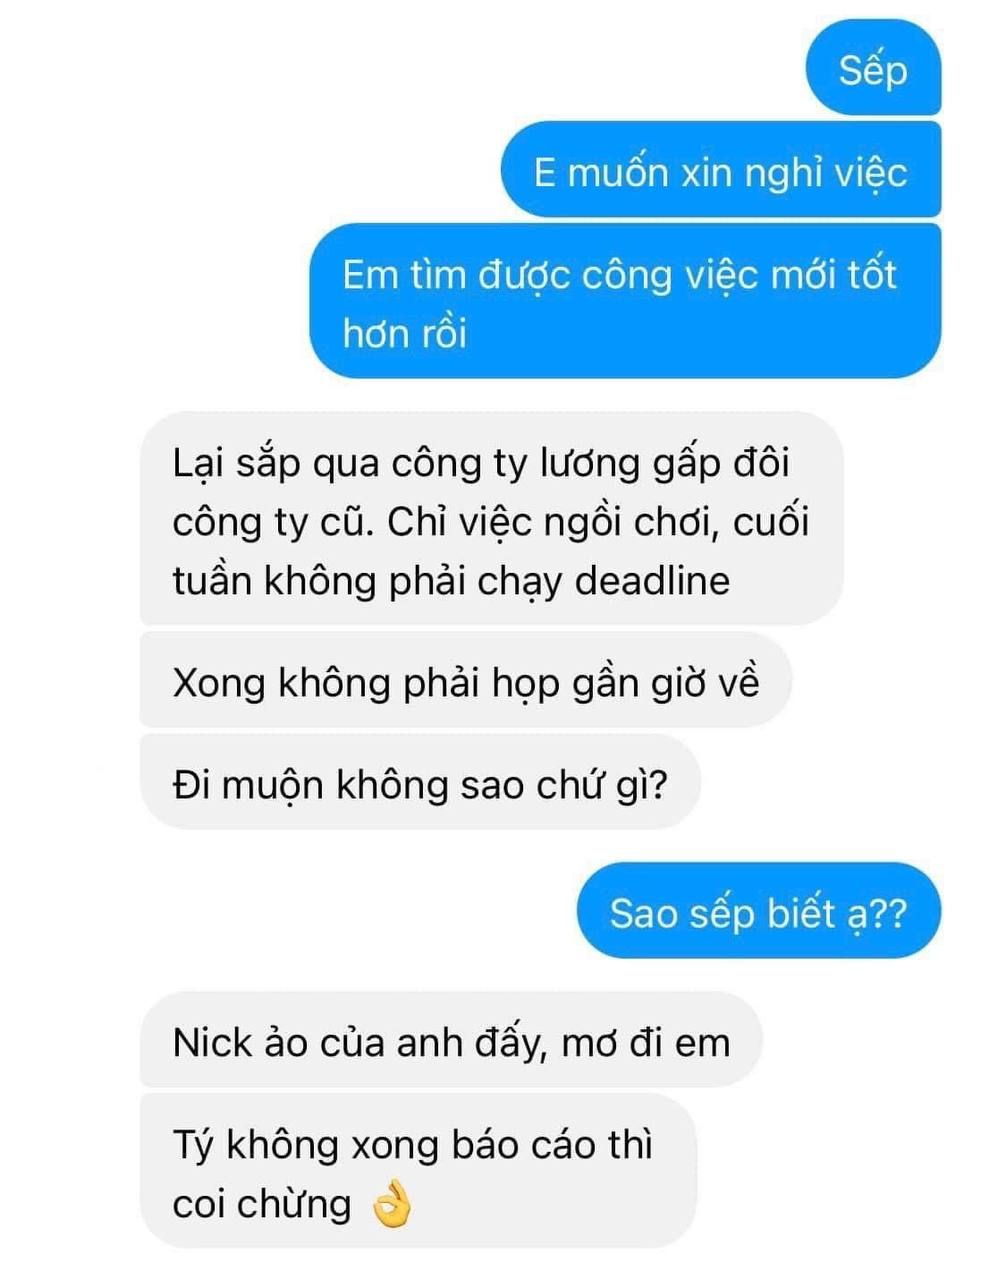 Sếp
E muốn xin nghỉ việc
Em tìm được công việc mới tốt
hơn rồi
Lại sắp qua công ty lương gấp đôi
công ty cũ. Chỉ việc ngồi chơi, cuối
tuần không phải chạy deadline
Xong không phải họp gần giờ về
Đi muộn không sao chứ gì?
Sao sếp biết ạ??
Nick ảo của anh đấy, mơ đi em
Tý không xong báo cáo thì
coi chừng 👌